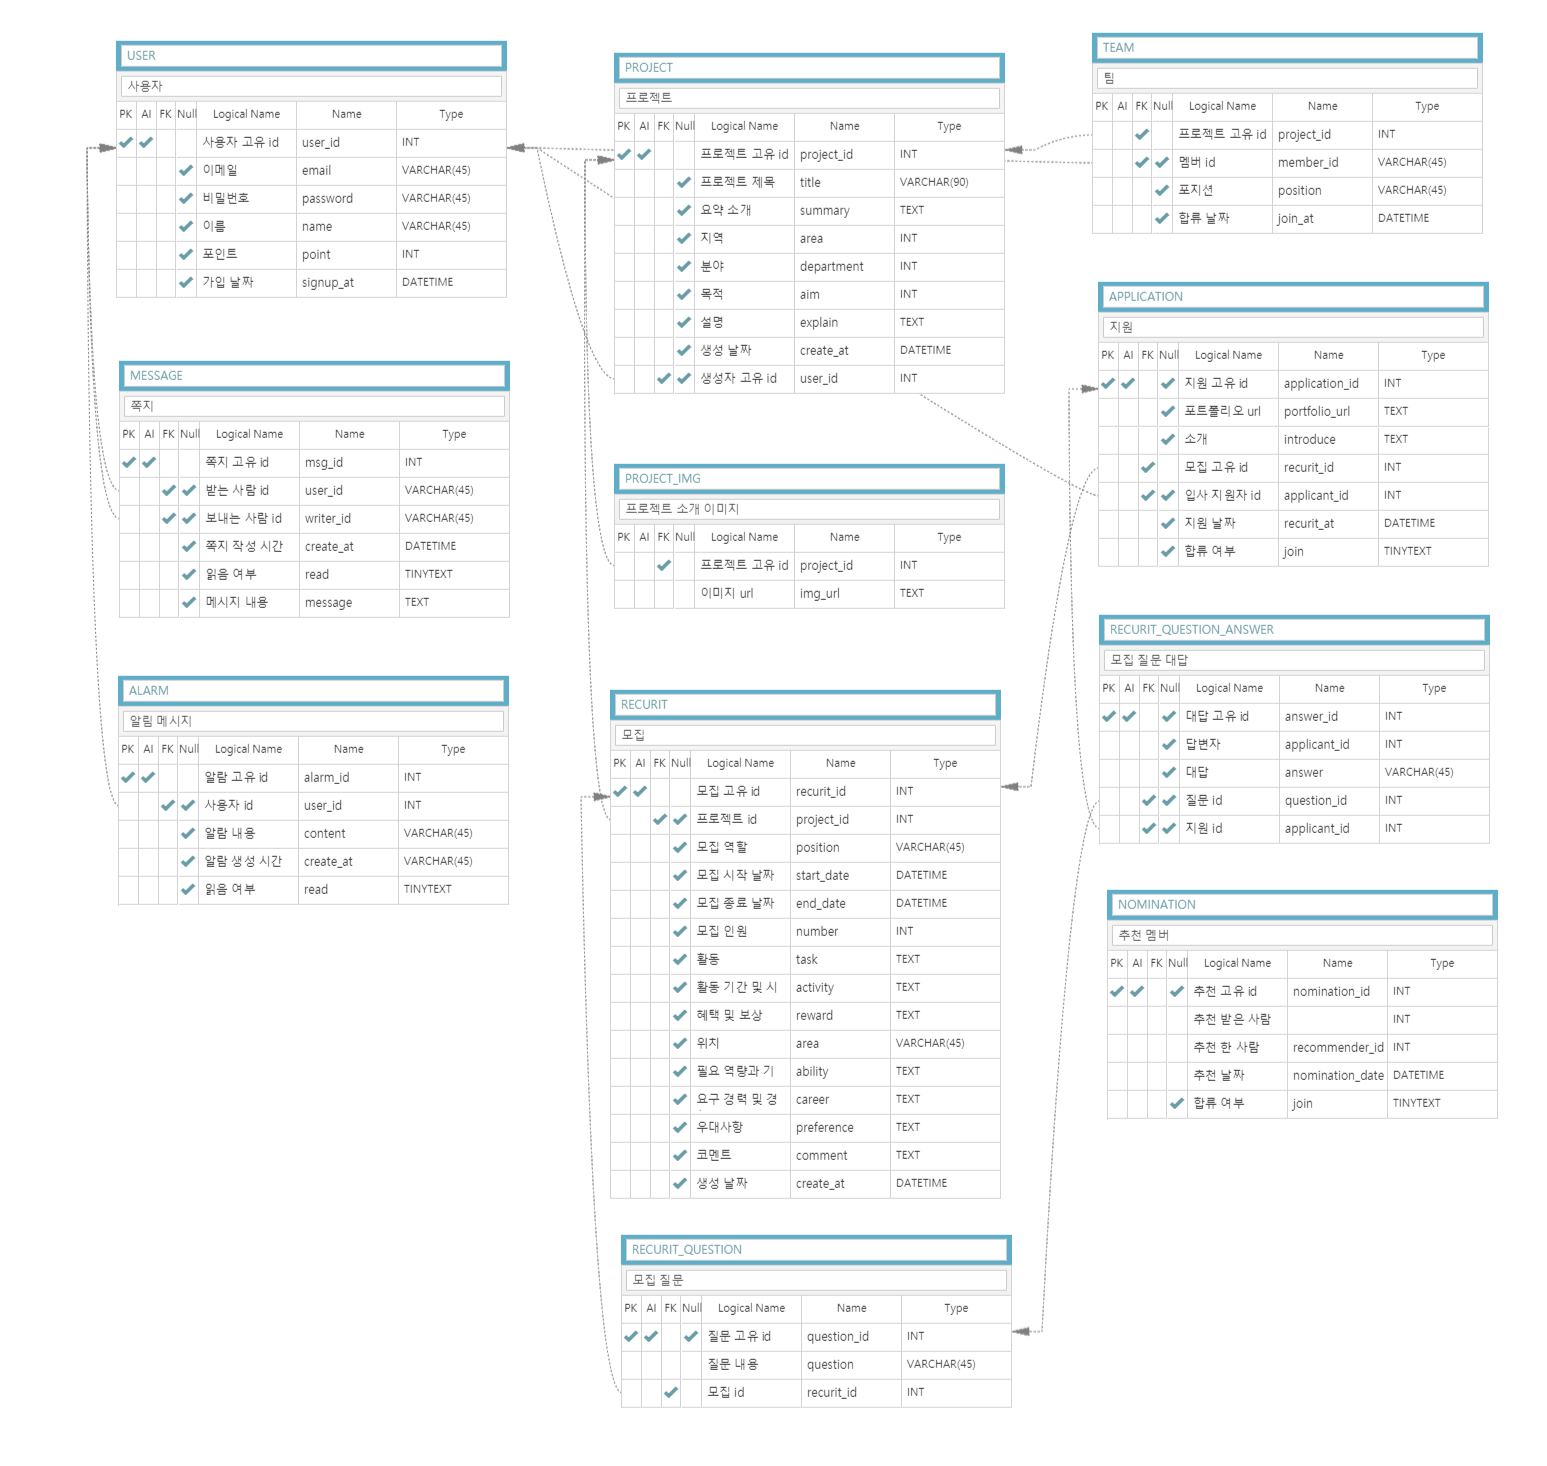 USER
사용자
PK AI FK Null Logical Name Name Type
사용자 고유 id user_id INT
이메일 email VARCHAR(45)
비밀번호 password VARCHAR(45)
이름 name VARCHAR(45)
포인트 point INT
가입 날짜 signup_at DATETIME
MESSAGE
쪽지
PK AI FK Null Logical Name Name Type
쪽지 고유 id msg_id INT
받는 사람 id user_id VARCHAR(45)
보내는 사람 id writer_id VARCHAR(45)
쪽지 작성 시간 create_at DATETIME
읽음 여부 read TINYTEXT
메시지 내용 message TEXT
ALARM
알림 메시지
PK AI FK Null Logical Name Name Type
알람 고유 id alarm_id INT
사용자 id user_id INT
알람 내용 content VARCHAR(45)
알람 생성 시간 create_at VARCHAR(45)
읽음 여부 read TINYTEXT
PROJECT
프로젝트
PK AI FK Null Logical Name Name Type
프로젝트 고유 id project_id INT
프로젝트 제목 title VARCHAR(90)
요약 소개 summary TEXT
지역 area INT
분야 department INT
목적 aim INT
설명 explain TEXT
생성 날짜 create_at DATETIME
생성자 고유 id user_id INT
PROJECT_IMG
프로젝트 소개 이미지
PK AI FK Null Logical Name Name Type
프로젝트 고유 id project_id INT
이미지 url img_url TEXT
RECURIT
모집
PK AI FK Null Logical Name Name Type
모집 고유 id recurit_id INT
프로젝트 id project_id INT
모집 역할 position VARCHAR(45)
모집 시작 날짜 start_date DATETIME
모집 종료 날짜 end_date DATETIME
모집 인원 number INT
활동 task TEXT
활동 기간 및 시 activity TEXT
혜택 및 보상 reward TEXT
위치 area VARCHAR(45)
필요 역량과 기 ability TEXT
요구 경력 및 경 career TEXT
우대사항 preference TEXT
코멘트 comment TEXT
생성 날짜 create_at DATETIME
RECURIT_QUESTION
모집 질문
PK AI FK Null Logical Name Name Type
질문 고유 id question_id INT
질문 내용 question VARCHAR(45)
모집 id recurit_id INT
TEAM
팀
PK AI FK Null Logical Name Name Type
프로젝트 고유 id project_id INT
멤버 id member_id VARCHAR(45)
포지션 position VARCHAR(45)
합류 날짜 join_at DATETIME
APPLICATION
지원
PK AI FK Null Logical Name Name Type
지원 고유 id application_id INT
포트폴리오 url portfolio_url TEXT
소개 introduce TEXT
모집 고유 id recurit_id INT
입사 지원자 id applicant_id INT
지원 날짜 recurit_at DATETIME
합류 여부 join TINYTEXT
RECURIT_QUESTION_ANSWER
모집 질문 대답
PK AI FK Null Logical Name Name Type
대답 고유 id answer_id INT
답변자 applicant_id INT
대답 answer VARCHAR(45)
질문 id question_id INT
지원 id applicant_id INT
NOMINATION
추천 멤버
PK AI FK Null Logical Name Name Type
추천 고유 id nomination_id INT
추천 받은 사람 INT
추천 한 사람 recommender_id INT
추천 날짜 nomination_date DATETIME
합류 여부 join TINYTEXT